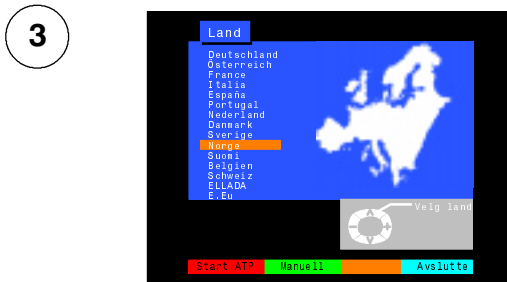 3
Land
Deutschland
Österreich
France
Italia
España
Portugal
Nederland
Danmark
Sverige
Norge
Suomi
Belgien
Schweiz
ELLADA
E.Eu
Velg land
Start ATP Manuell Avslutte